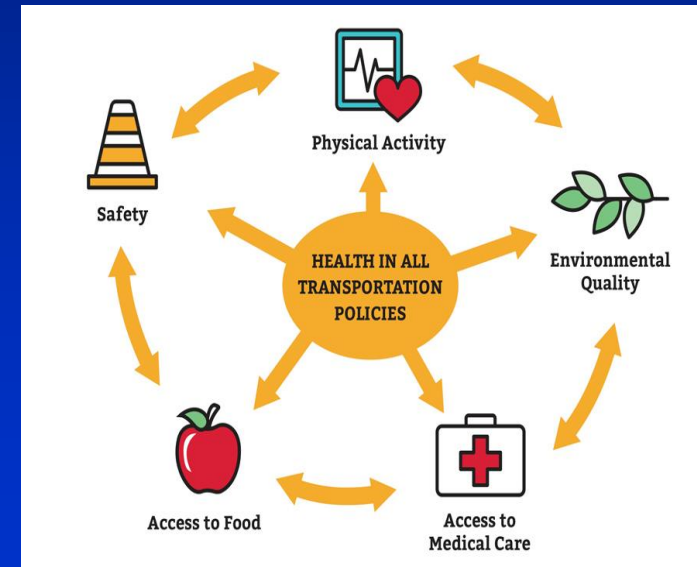 Physical Activity
Safety
Environmental
Quality
HEALTH IN ALL
TRANSPORTATION
POLICIES
Access to Food
Access to
Medical Care